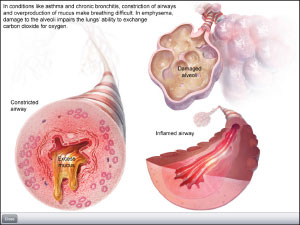 In conditions like asthma and chronic bronchitis, constriction of airways
and overproduction of mucus make breathing difficult. In emphysema,
damage to the alveoli impairs the lungs' ability to exchange
carbon dioxide for oxygen.
Damaged
alveoli
Constricted
airway
Inflamed airway
Excess
mucus